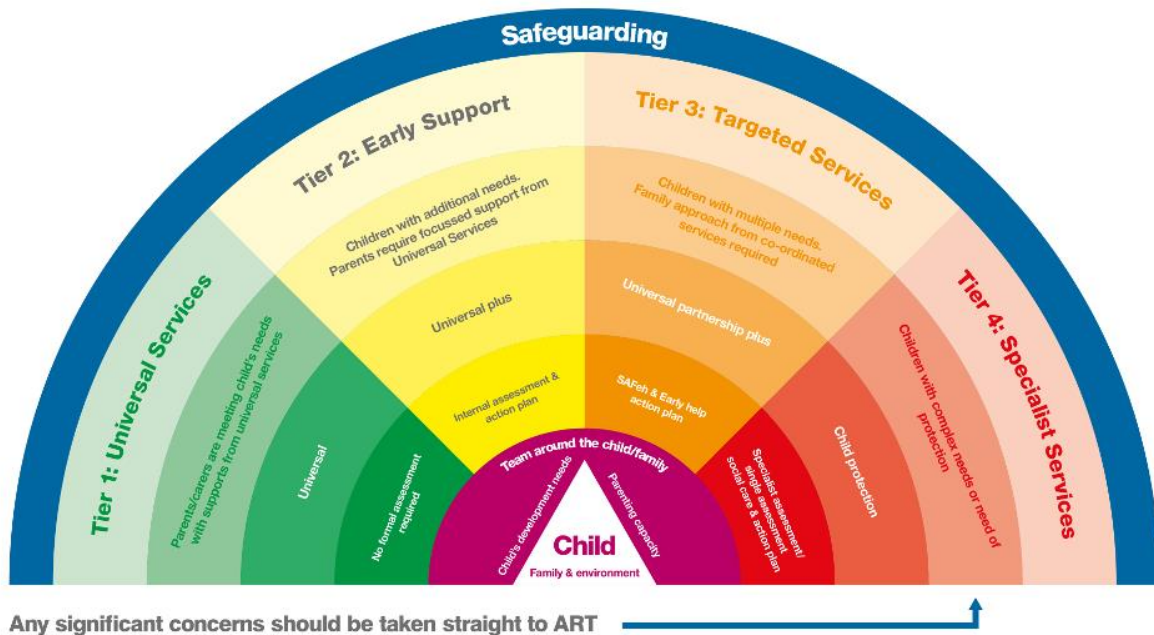 Safeguarding
Tier 1: Universal Services
Parents/carers are meeting child's needs
with supports from universal services
Universal
No formal assessment
required
Tier 2: Early Support
Children with additional needs.
Parents require focussed support from
Universal Services
Universal plus
Internal assessment &
action plan
Tier 3: Targeted Services
Children with multiple needs.
Family approach from co-ordinated
services required
Universal partnership plus
SAFeh & Early help
action plan
Tier 4: Specialist Services
Children with complex needs or need of
protection
Child protection
Specialist assessment/
single assessment
social care & action plan
Team around the child/family
Child's development needs
Parenting capacity
Child
Family & environment
Any significant concerns should be taken straight to ART